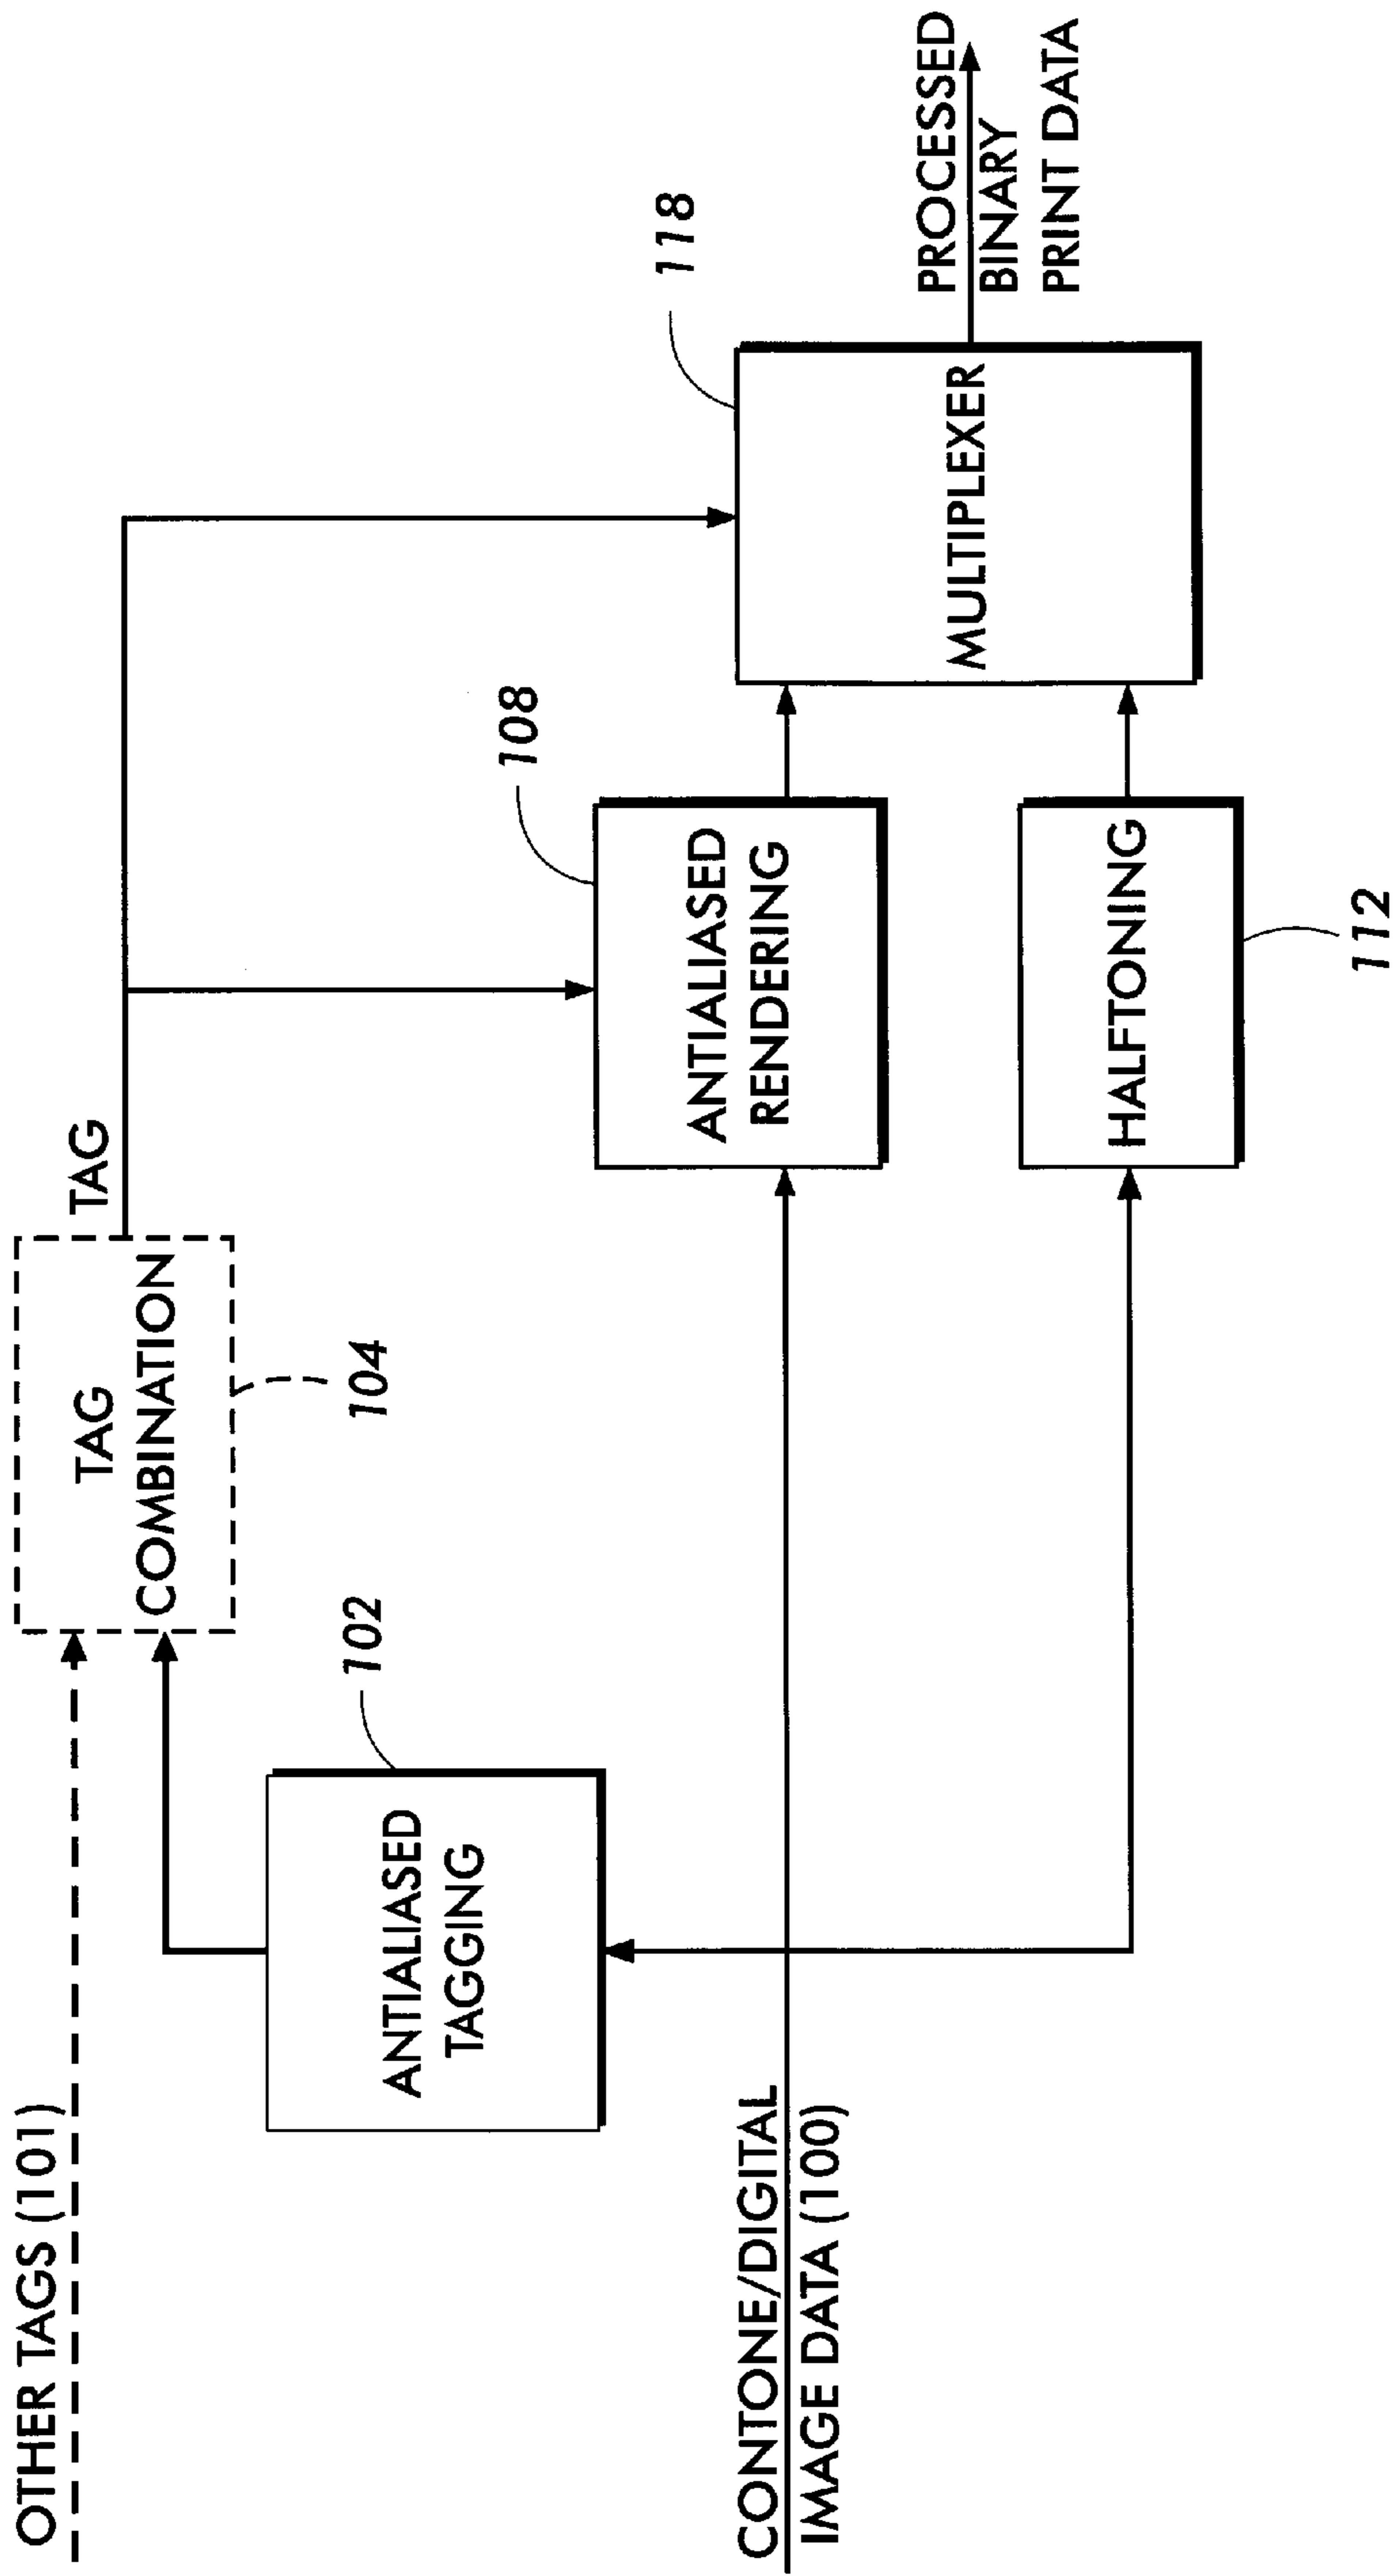 OTHER TAGS (101)
TAG
COMBINATION
104
TAG
ANTIALIASED
TAGGING
102
CONTONE/DIGITAL
IMAGE DATA (100)
ANTIALIASED
RENDERING
108
HALFTONING
112
MULTIPLEXER
118
PROCESSED
BINARY
PRINT DATA